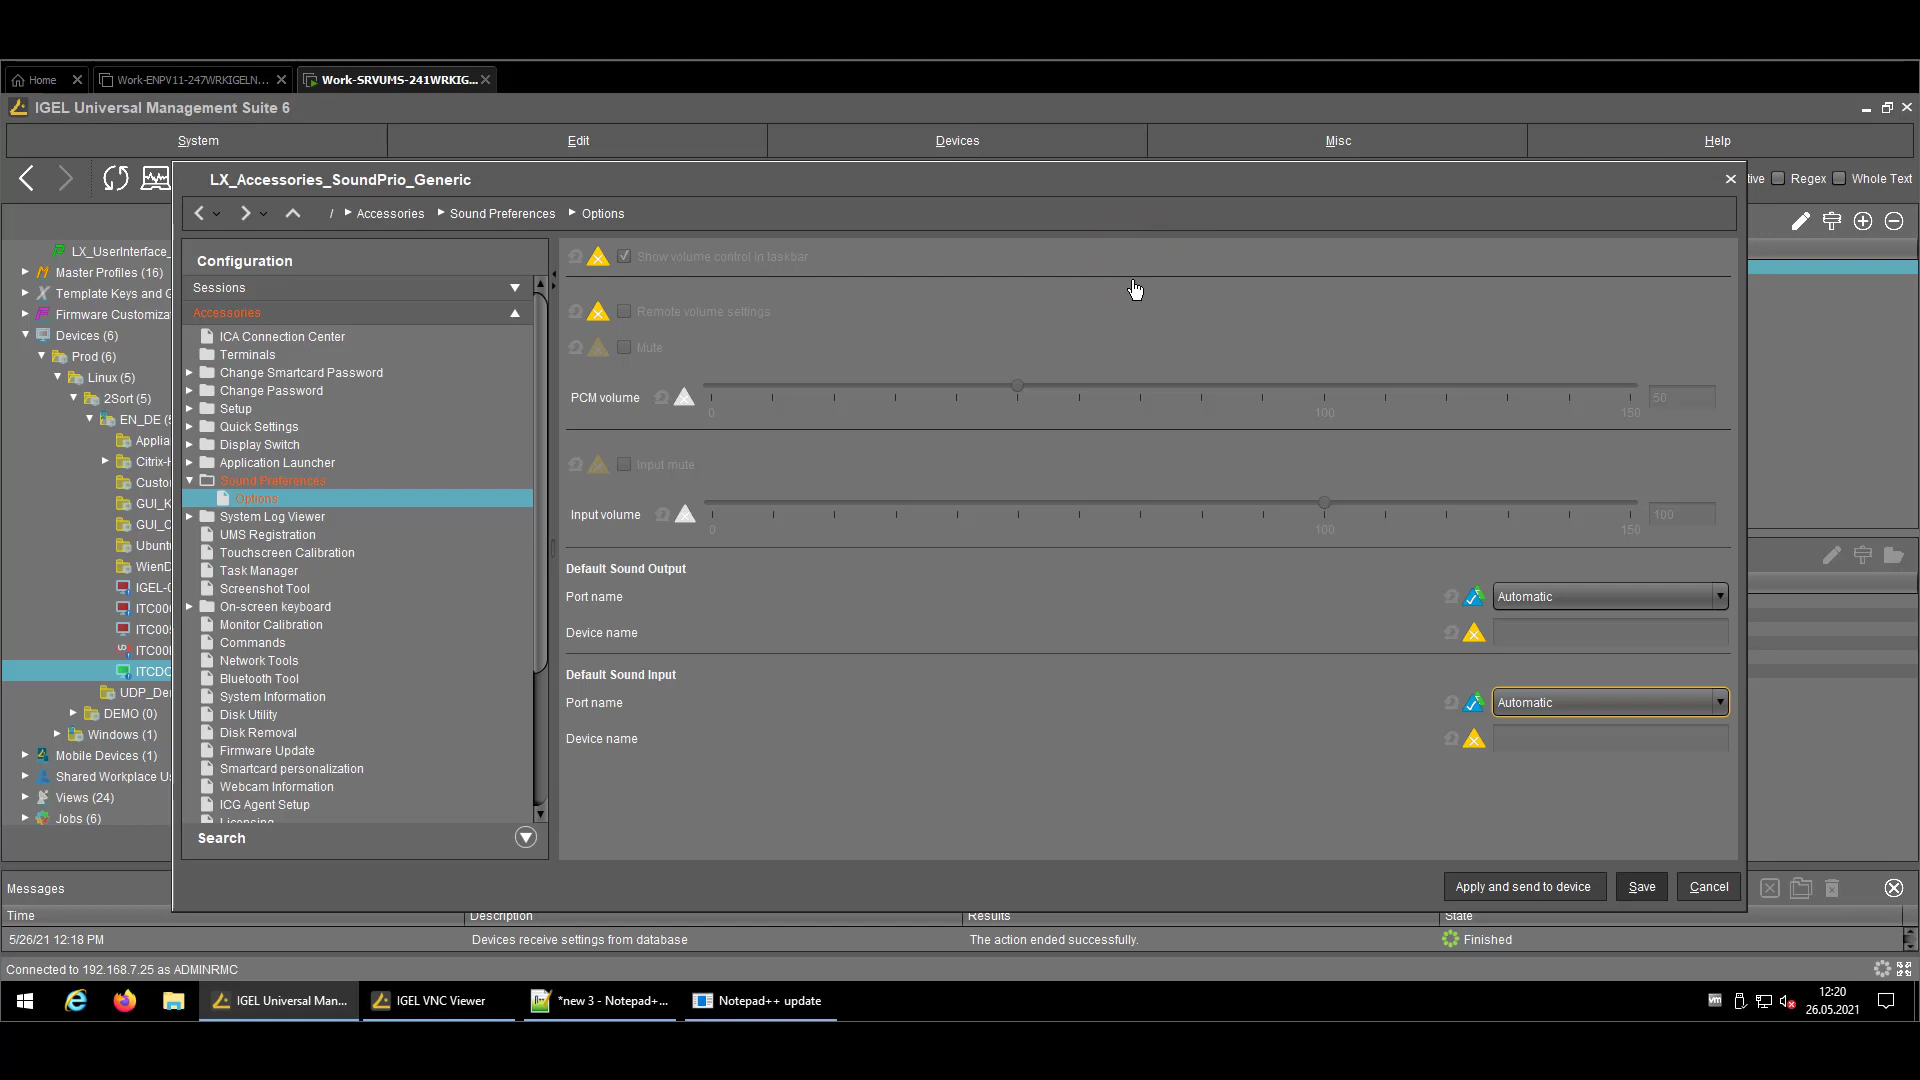 Home
Work-ENPV11-247WRKIGELN...
Work-SRVUMS-241WRKIG...
IGEL Universal Management Suite 6
System
Edit
Devices
Misc
Help
LX_Accessories_SoundPrio_Generic
tive
Regex
Whole Text
/ Accessories Sound Preferences Options
LX_UserInterface_
Master Profiles (16)
Template Keys and G
Firmware Customiza
Devices (6)
Prod (6)
Linux (5)
2Sort (5)
EN_DE (
Applia
Citrix-H
Custo
GUI_K
GUI_C
Ubunt
WienD
IGEL-0
ITC00
ITC00
ITC00
ITCDC
UDP_De
DEMO (0)
Windows (1)
Mobile Devices (1)
Shared Workplace U
Views (24)
Jobs (6)
Configuration
Sessions
Accessories
ICA Connection Center
Terminals
Change Smartcard Password
Change Password
Setup
Quick Settings
Display Switch
Application Launcher
Sound Preferences
Options
System Log Viewer
UMS Registration
Touchscreen Calibration
Task Manager
Screenshot Tool
On-screen keyboard
Monitor Calibration
Commands
Network Tools
Bluetooth Tool
System Information
Disk Utility
Disk Removal
Firmware Update
Smartcard personalization
Webcam Information
ICG Agent Setup
Licensing
Search
Show volume control in taskbar
Remote volume settings
Mute
PCM volume
50
0 100 150
Input mute
Input volume
100
0 100 150
Default Sound Output
Port name
Automatic
Device name
Default Sound Input
Port name
Automatic
Device name
Apply and send to device
Save
Cancel
Messages
Time
Description
Results
State
5/26/21 12:18 PM
Devices receive settings from database
The action ended successfully.
Finished
Connected to 192.168.7.25 as ADMINRMC
IGEL Universal Man...
IGEL VNC Viewer
*new 3 - Notepad+...
Notepad++ update
vm
12:20
26.05.2021